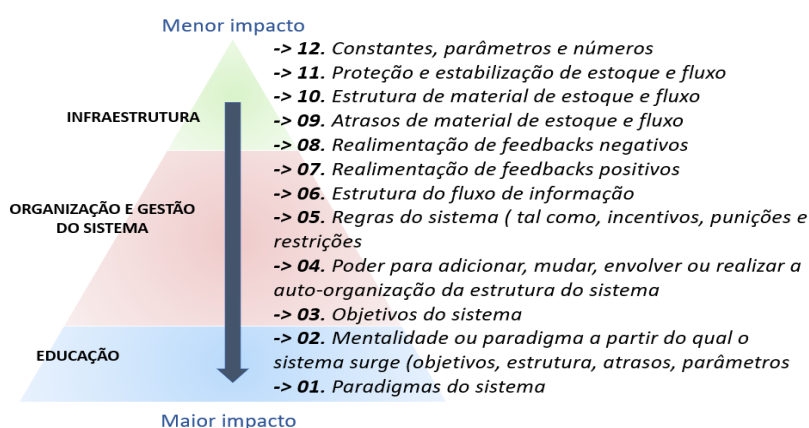 Menor impacto
-> 12. Constantes, parâmetros e números
-> 11. Proteção e estabilização de estoque e fluxo
-> 10. Estrutura de material de estoque e fluxo
INFRAESTRUTURA
-> 09. Atrasos de material de estoque e fluxo
-> 08. Realimentação de feedbacks negativos
-> 07. Realimentação de feedbacks positivos
-> 06. Estrutura do fluxo de informação
ORGANIZAÇÃO E GESTÃO
DO SISTEMA
-> 05. Regras do sistema ( tal como, incentivos, punições e
restrições
-> 04. Poder para adicionar, mudar, envolver ou realizar a
auto-organização da estrutura do sistema
-> 03. Objetivos do sistema
-> 02. Mentalidade ou paradigma a partir do qual o
EDUCAÇÃO
sistema surge (objetivos, estrutura, atrasos, parâmetros
-> 01. Paradigmas do sistema
Maior impacto